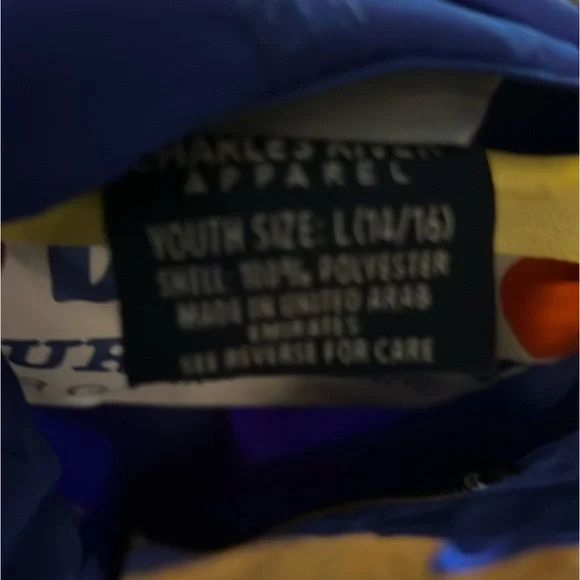 CHARLES RIVER
APPAREL
YOUTH SIZE: L (14/16)
SHELL: 100% POLYESTER
MADE IN UNITED ARAB
EMIRATES
SEE REVERSE FOR CARE